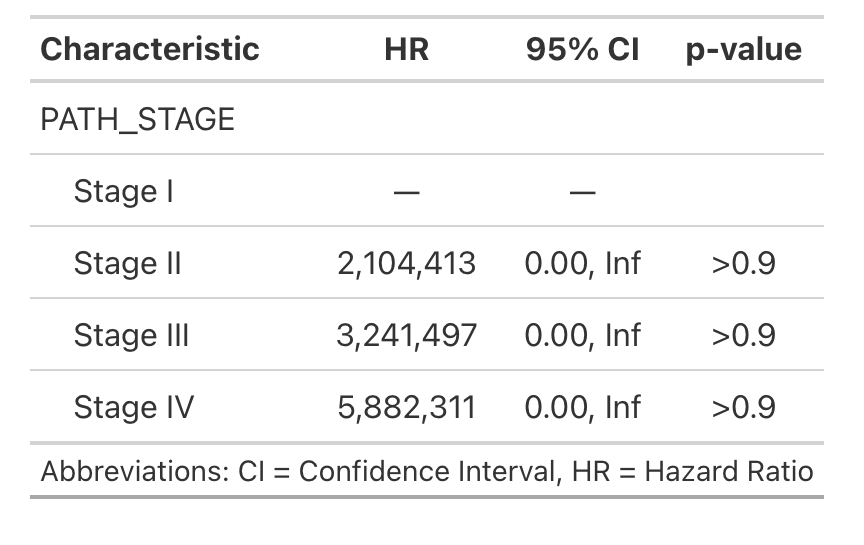 Characteristic HR 95% CI p-value
PATH_STAGE
Stage I — —
Stage II 2,104,413 0.00, Inf >0.9
Stage III 3,241,497 0.00, Inf >0.9
Stage IV 5,882,311 0.00, Inf >0.9
Abbreviations: CI = Confidence Interval, HR = Hazard Ratio